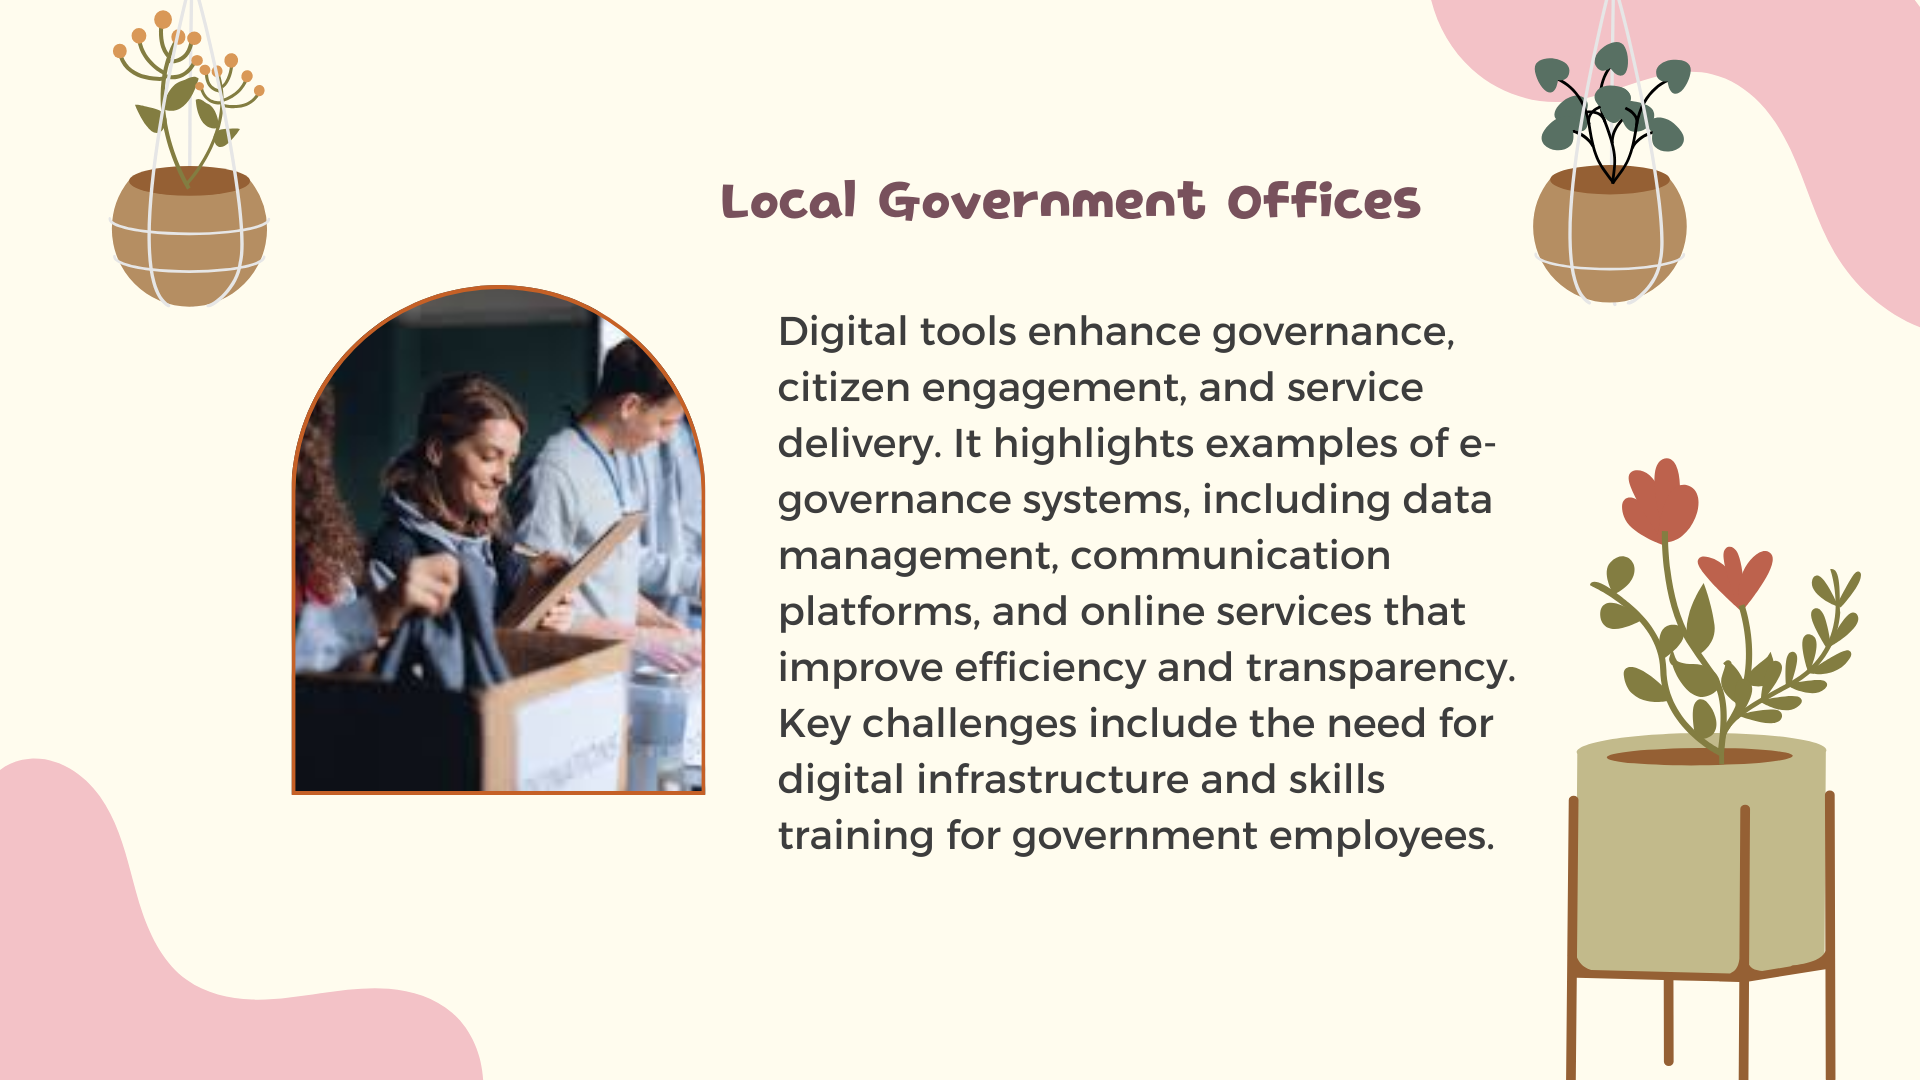 Local Government Offices
Digital tools enhance governance,
citizen engagement, and service
delivery. It highlights examples of e-
governance systems, including data
management, communication
platforms, and online services that
improve efficiency and transparency.
Key challenges include the need for
digital infrastructure and skills
training for government employees.